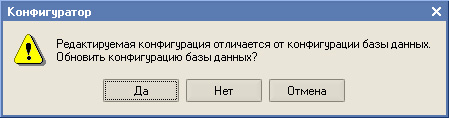 Конфигуратор
Редактируемая конфигурация отличается от конфигурации базы данных.
Обновить конфигурацию базы данных?
Да
Нет
Отмена